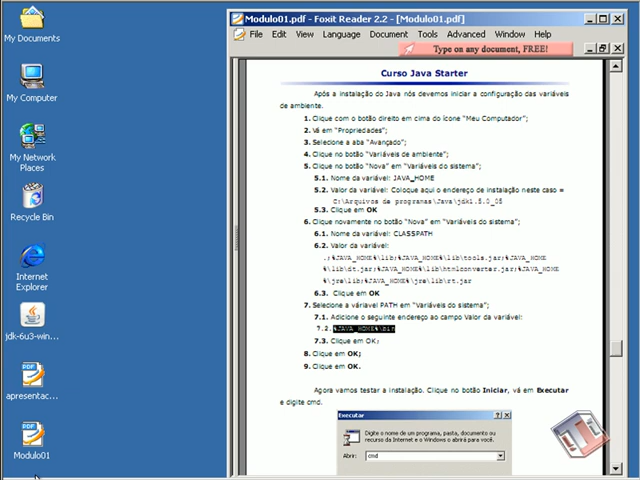 My Documents
My Computer
My Network
Places
Recycle Bin
Internet
Explorer
jdk-6u3-win...
apresentac...
Modulo01
Modulo01.pdf - Foxit Reader 2.2 - [Modulo01.pdf]
File Edit View Language Document Tools Advanced Window Help
Type on any document, FREE!
Curso Java Starter
Após a instalação do Java nós devemos iniciar a configuração das variáveis
de ambiente.
1. Clique com o botão direito em cima do ícone "Meu Computador";
2. Vá em "Propriedades";
3. Selecione a aba "Avançado";
4. Clique no botão "Variáveis de ambiente";
5. Clique no botão "Nova" em "Variáveis do sistema";
5.1. Nome da variável: JAVA_HOME
5.2. Valor da variável: Coloque aqui o endereço de instalação neste caso =
C:\Arquivos de programas\Java\jdk1.5.0_05
5.3. Clique em OK
6. Clique novamente no botão "Nova" em "Variáveis do sistema";
6.1. Nome da variável: CLASSPATH
6.2. Valor da variável:
.;%JAVA_HOME%\lib;%JAVA_HOME%\lib\tools.jar;%JAVA_HOME
%\lib\dt.jar;%JAVA_HOME%\lib\htmlconverter.jar;%JAVA_HOME
%\jre\lib;%JAVA_HOME%\jre\lib\rt.jar
6.3. Clique em OK
7. Selecione a váriavel PATH em "Variáveis do sistema";
7.1. Adicione o seguinte endereço ao campo Valor da variável:
7.2. %JAVA_HOME%\bin
7.3. Clique em OK;
8. Clique em OK;
9. Clique em OK.
Agora vamos testar a instalação. Clique no botão Iniciar, vá em Executar
e digite cmd.
Executar
Digite o nome de um programa, pasta, documento ou
recurso da Internet e o Windows o abrirá para você.
Abrir: cmd